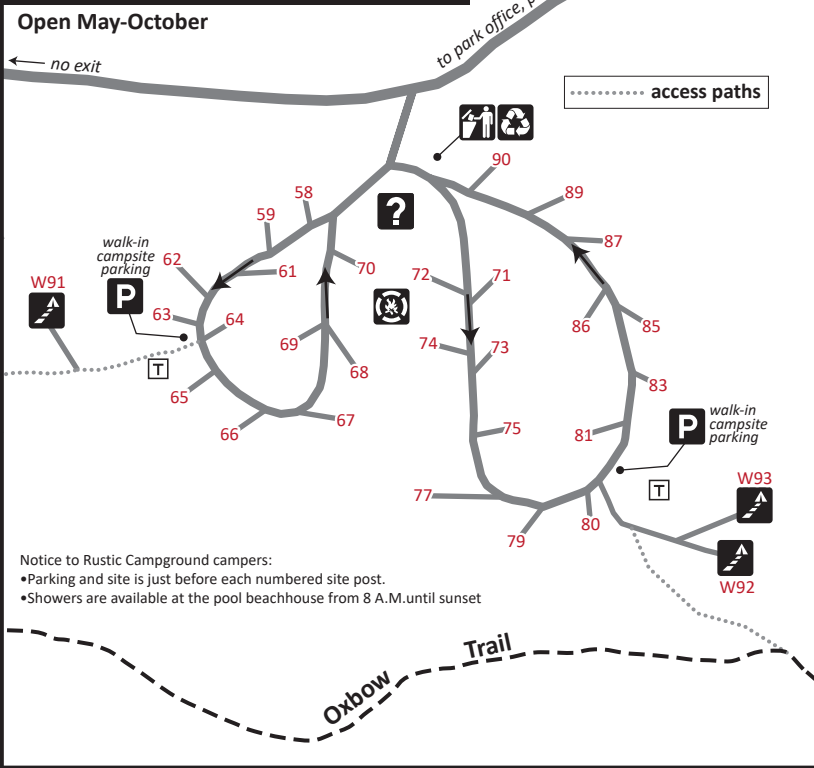 Open May-October
no exit
to park office,
access paths
90
89
58
59
87
walk-in
campsite
parking
62
61
70
72
71
W91
P
63
64
86
85
69
74
73
T
68
83
65
67
66
75
81
P
walk-in
campsite
parking
77
W93
T
79
80
W92
Notice to Rustic Campground campers:
•Parking and site is just before each numbered site post.
•Showers are available at the pool beachhouse from 8 A.M.until sunset
Oxbow Trail
?